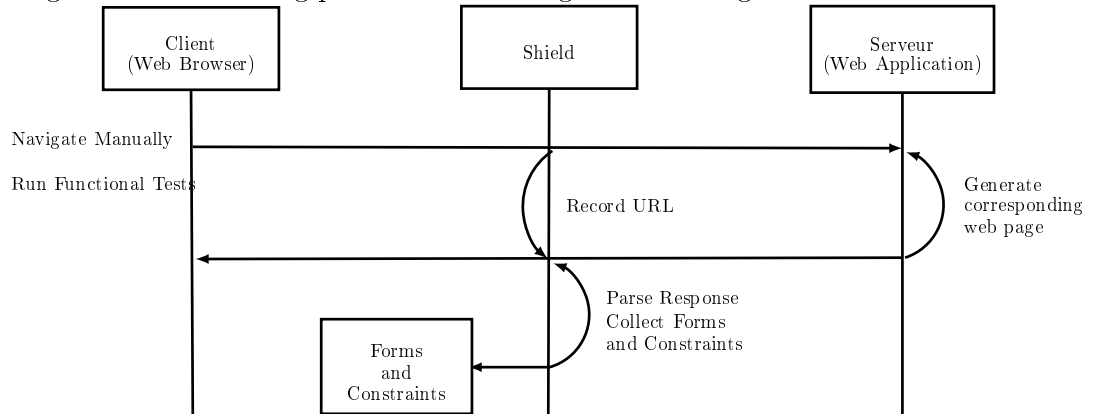 Client
(Web Browser)
Shield
Serveur
(Web Application)
Navigate Manually
Run Functional Tests
Record URL
Generate
corresponding
web page
Parse Response
Collect Forms
and Constraints
Forms
and
Constraints